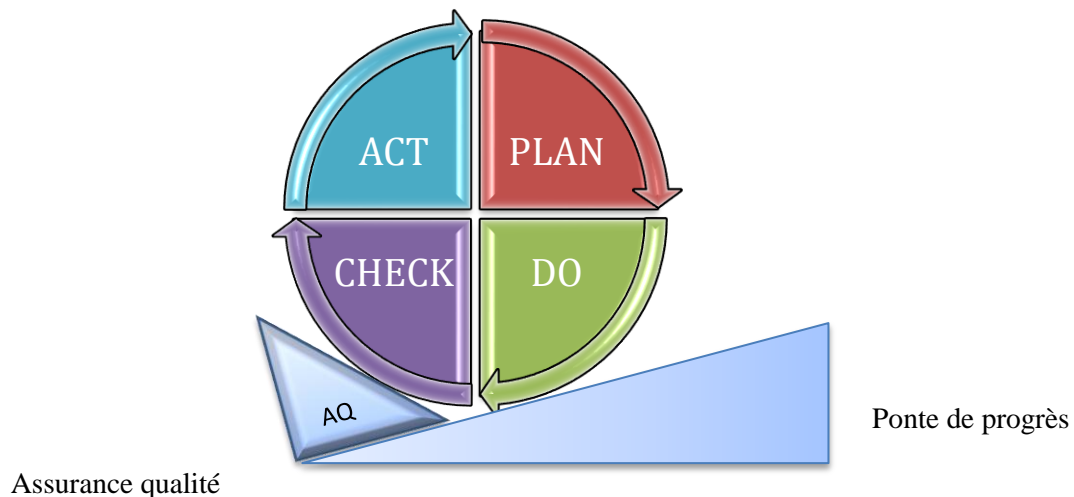 ACT
PLAN
CHECK
DO
AQ
Ponte de progrès
Assurance qualité